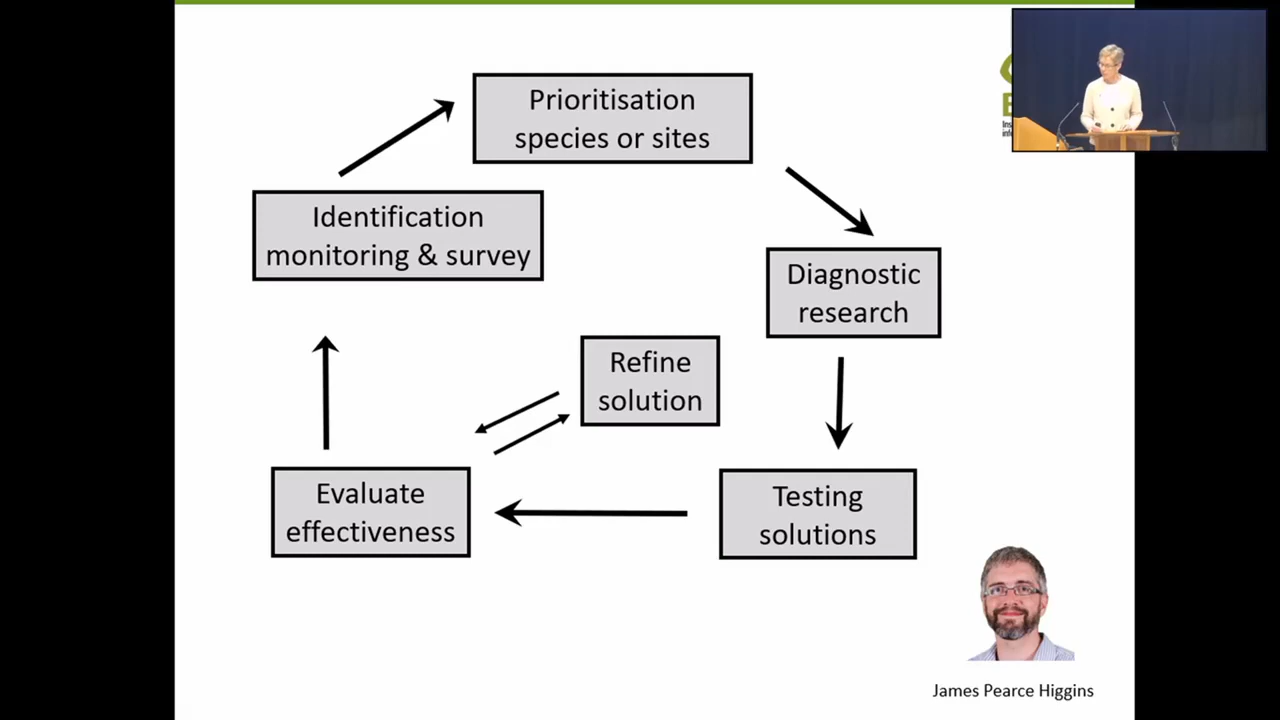 Prioritisation
species or sites
Identification
monitoring & survey
Diagnostic
research
Refine
solution
Evaluate
effectiveness
Testing
solutions
James Pearce Higgins